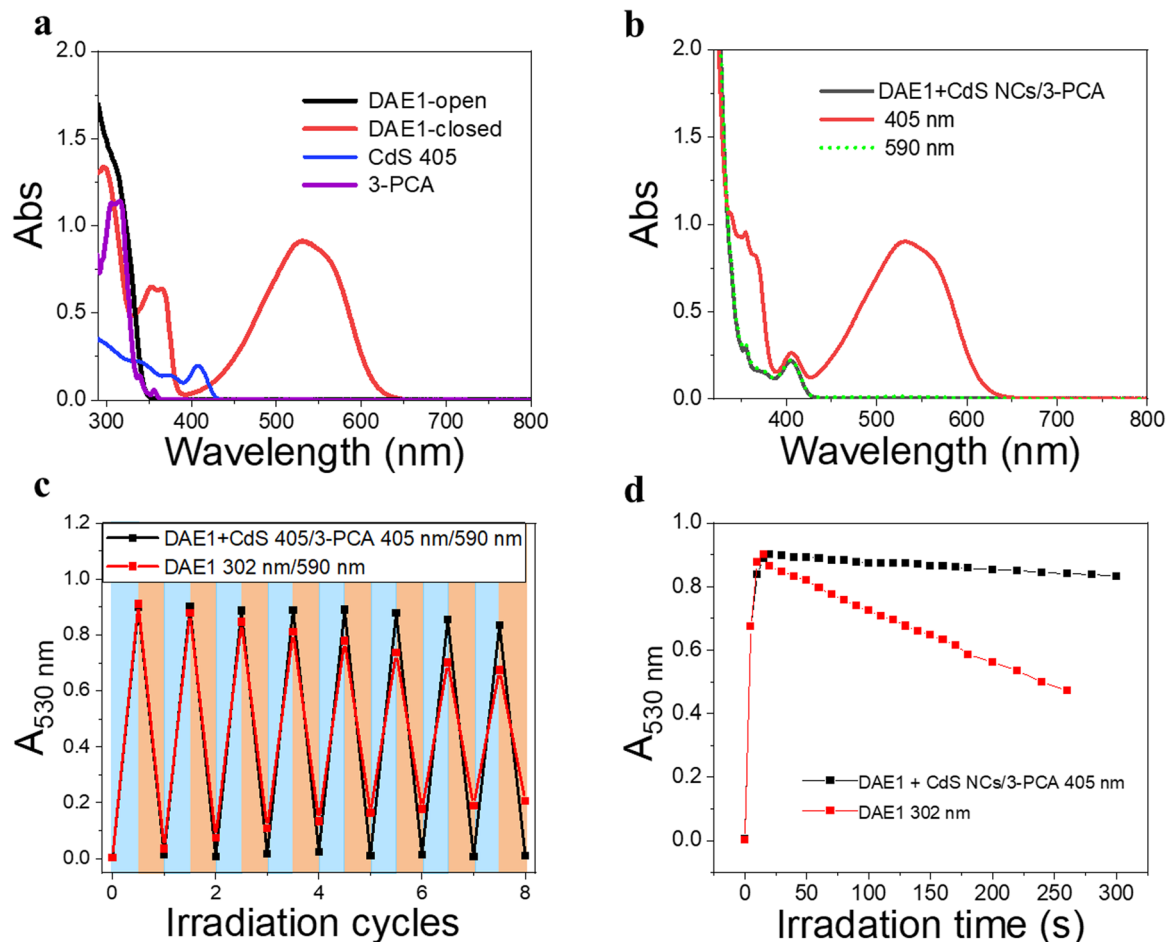 a
2.0
1.5
1.0
0.5
0.0
Abs
DAE1-open
DAE1-closed
CdS 405
3-PCA
300 400 500 600 700 800
Wavelength (nm)
b
2.0
1.5
1.0
0.5
0.0
Abs
DAE1+CdS NCs/3-PCA
405 nm
590 nm
400 500 600 700 800
Wavelength (nm)
c
1.2
1.0
0.8
0.6
0.4
0.2
0.0
A530 nm
DAE1+CdS 405/3-PCA 405 nm/590 nm
DAE1 302 nm/590 nm
0 2 4 6 8
Irradiation cycles
d
1.0
0.8
0.6
0.4
0.2
0.0
A530 nm
DAE1 + CdS NCs/3-PCA 405 nm
DAE1 302 nm
0 50 100 150 200 250 300
Irradation time (s)